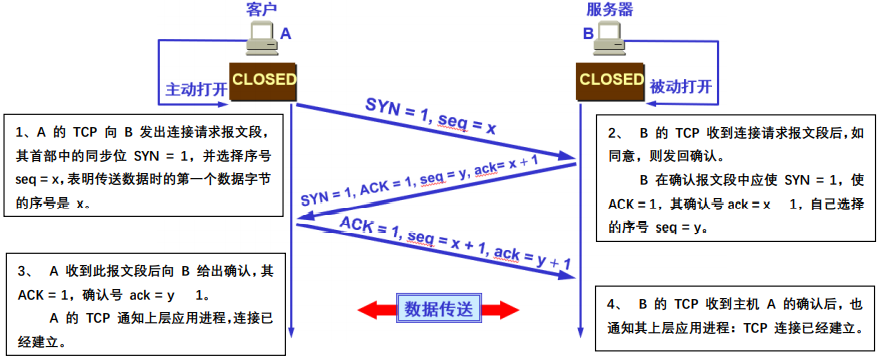 客户
服务器
A
B
主动打开
CLOSED
CLOSED
被动打开
SYN = 1, seq = x
1、A 的 TCP 向 B 发出连接请求报文段,
其首部中的同步位 SYN = 1，并选择序号
seq = x，表明传送数据时的第一个数据字节
的序号是 x。
2、 B 的 TCP 收到连接请求报文段后，如
同意，则发回确认。
B 在确认报文段中应使 SYN = 1，使
ACK = 1，其确认号 ack = x 1，自己选择
的序号 seq = y。
SYN = 1, ACK = 1, seq = y, ack= x + 1
ACK = 1, seq = x + 1, ack = y + 1
3、 A 收到此报文段后向 B 给出确认，其
ACK = 1，确认号 ack = y 1。
A 的 TCP 通知上层应用进程，连接已
经建立。
数据传送
4、 B 的 TCP 收到主机 A 的确认后，也
通知其上层应用进程：TCP 连接已经建立。